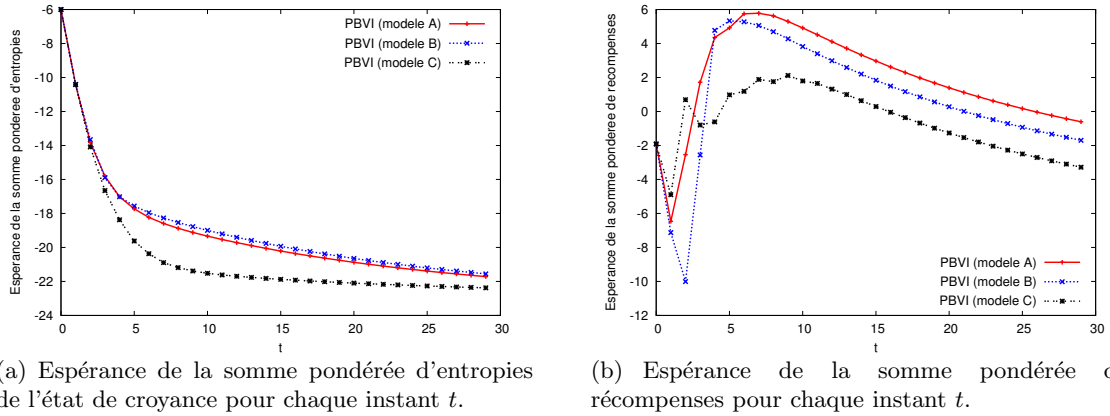 Esperance de la somme ponderee d'entropies
-6
-8
-10
-12
-14
-16
-18
-20
-22
-24
0
5
10
15
20
25
30
t
PBVI (modele A)
PBVI (modele B)
PBVI (modele C)
(a) Espérance de la somme pondérée d'entropies
de l'état de croyance pour chaque instant t.
Esperance de la somme ponderee de recompenses
6
4
2
0
-2
-4
-6
-8
-10
-12
0
5
10
15
20
25
30
t
PBVI (modele A)
PBVI (modele B)
PBVI (modele C)
(b) Espérance de la somme pondérée
récompenses pour chaque instant t.